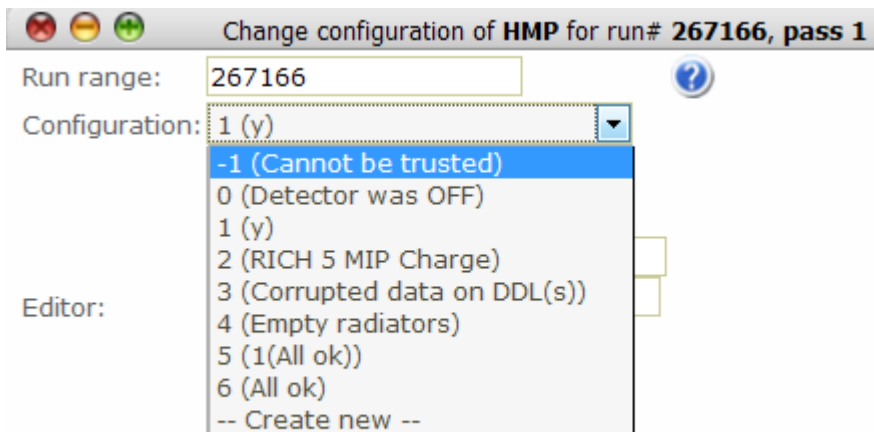 Change configuration of HMP for run# 267166, pass 1
Run range: 267166
Configuration: 1 (y)
-1 (Cannot be trusted)
0 (Detector was OFF)
1 (y)
2 (RICH 5 MIP Charge)
3 (Corrupted data on DDL(s))
Editor:
4 (Empty radiators)
5 (1(All ok))
6 (All ok)
-- Create new --